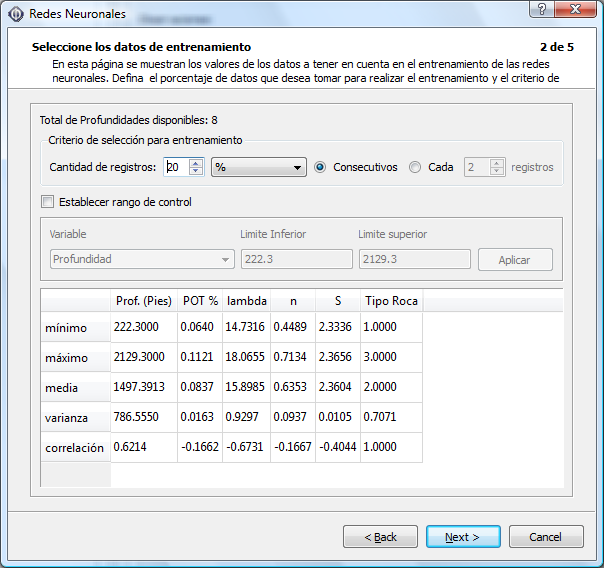 Redes Neuronales
Seleccione los datos de entrenamiento 2 de 5
En esta página se muestran los valores de los datos a tener en cuenta en el entrenamiento de las redes
neuronales. Defina el porcentaje de datos que desea tomar para realizar el entrenamiento y el criterio de
Total de Profundidades disponibles: 8
Criterio de selección para entrenamiento
Cantidad de registros: 20 % Consecutivos Cada 2 registros
Establecer rango de control
Variable Limite Inferior Limite superior
Profundidad 222.3 2129.3 Aplicar
Prof. (Pies) POT % lambda n S Tipo Roca
mínimo 222.3000 0.0640 14.7316 0.4489 2.3336 1.0000
máximo 2129.3000 0.1121 18.0655 0.7134 2.3656 3.0000
media 1497.3913 0.0837 15.8985 0.6353 2.3604 2.0000
varianza 786.5550 0.0163 0.9297 0.0937 0.0105 0.7071
correlación 0.6214 -0.1662 -0.6731 -0.1667 -0.4044 1.0000
< Back Next > Cancel